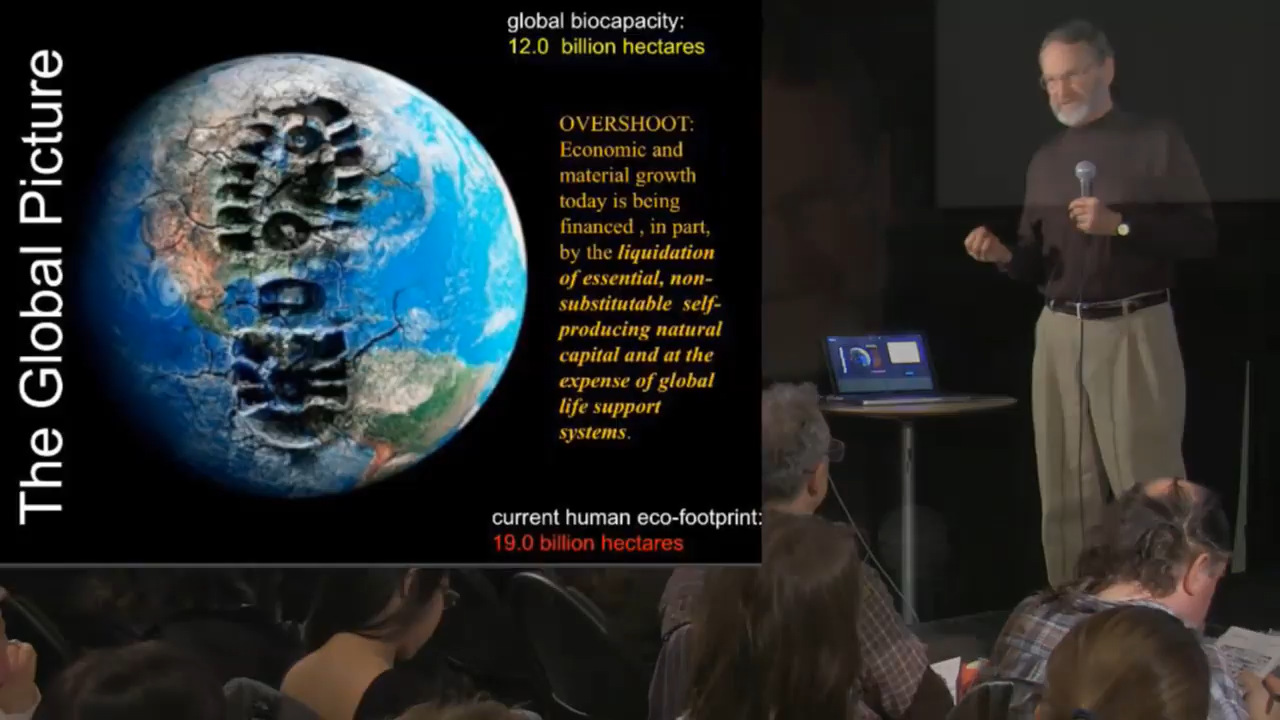 The Global Picture
global biocapacity:
12.0 billion hectares
OVERSHOOT:
Economic and
material growth
today is being
financed , in part,
by the liquidation
of essential, non-
substitutable self-
producing natural
capital and at the
expense of global
life support
systems.
current human eco-footprint:
19.0 billion hectares